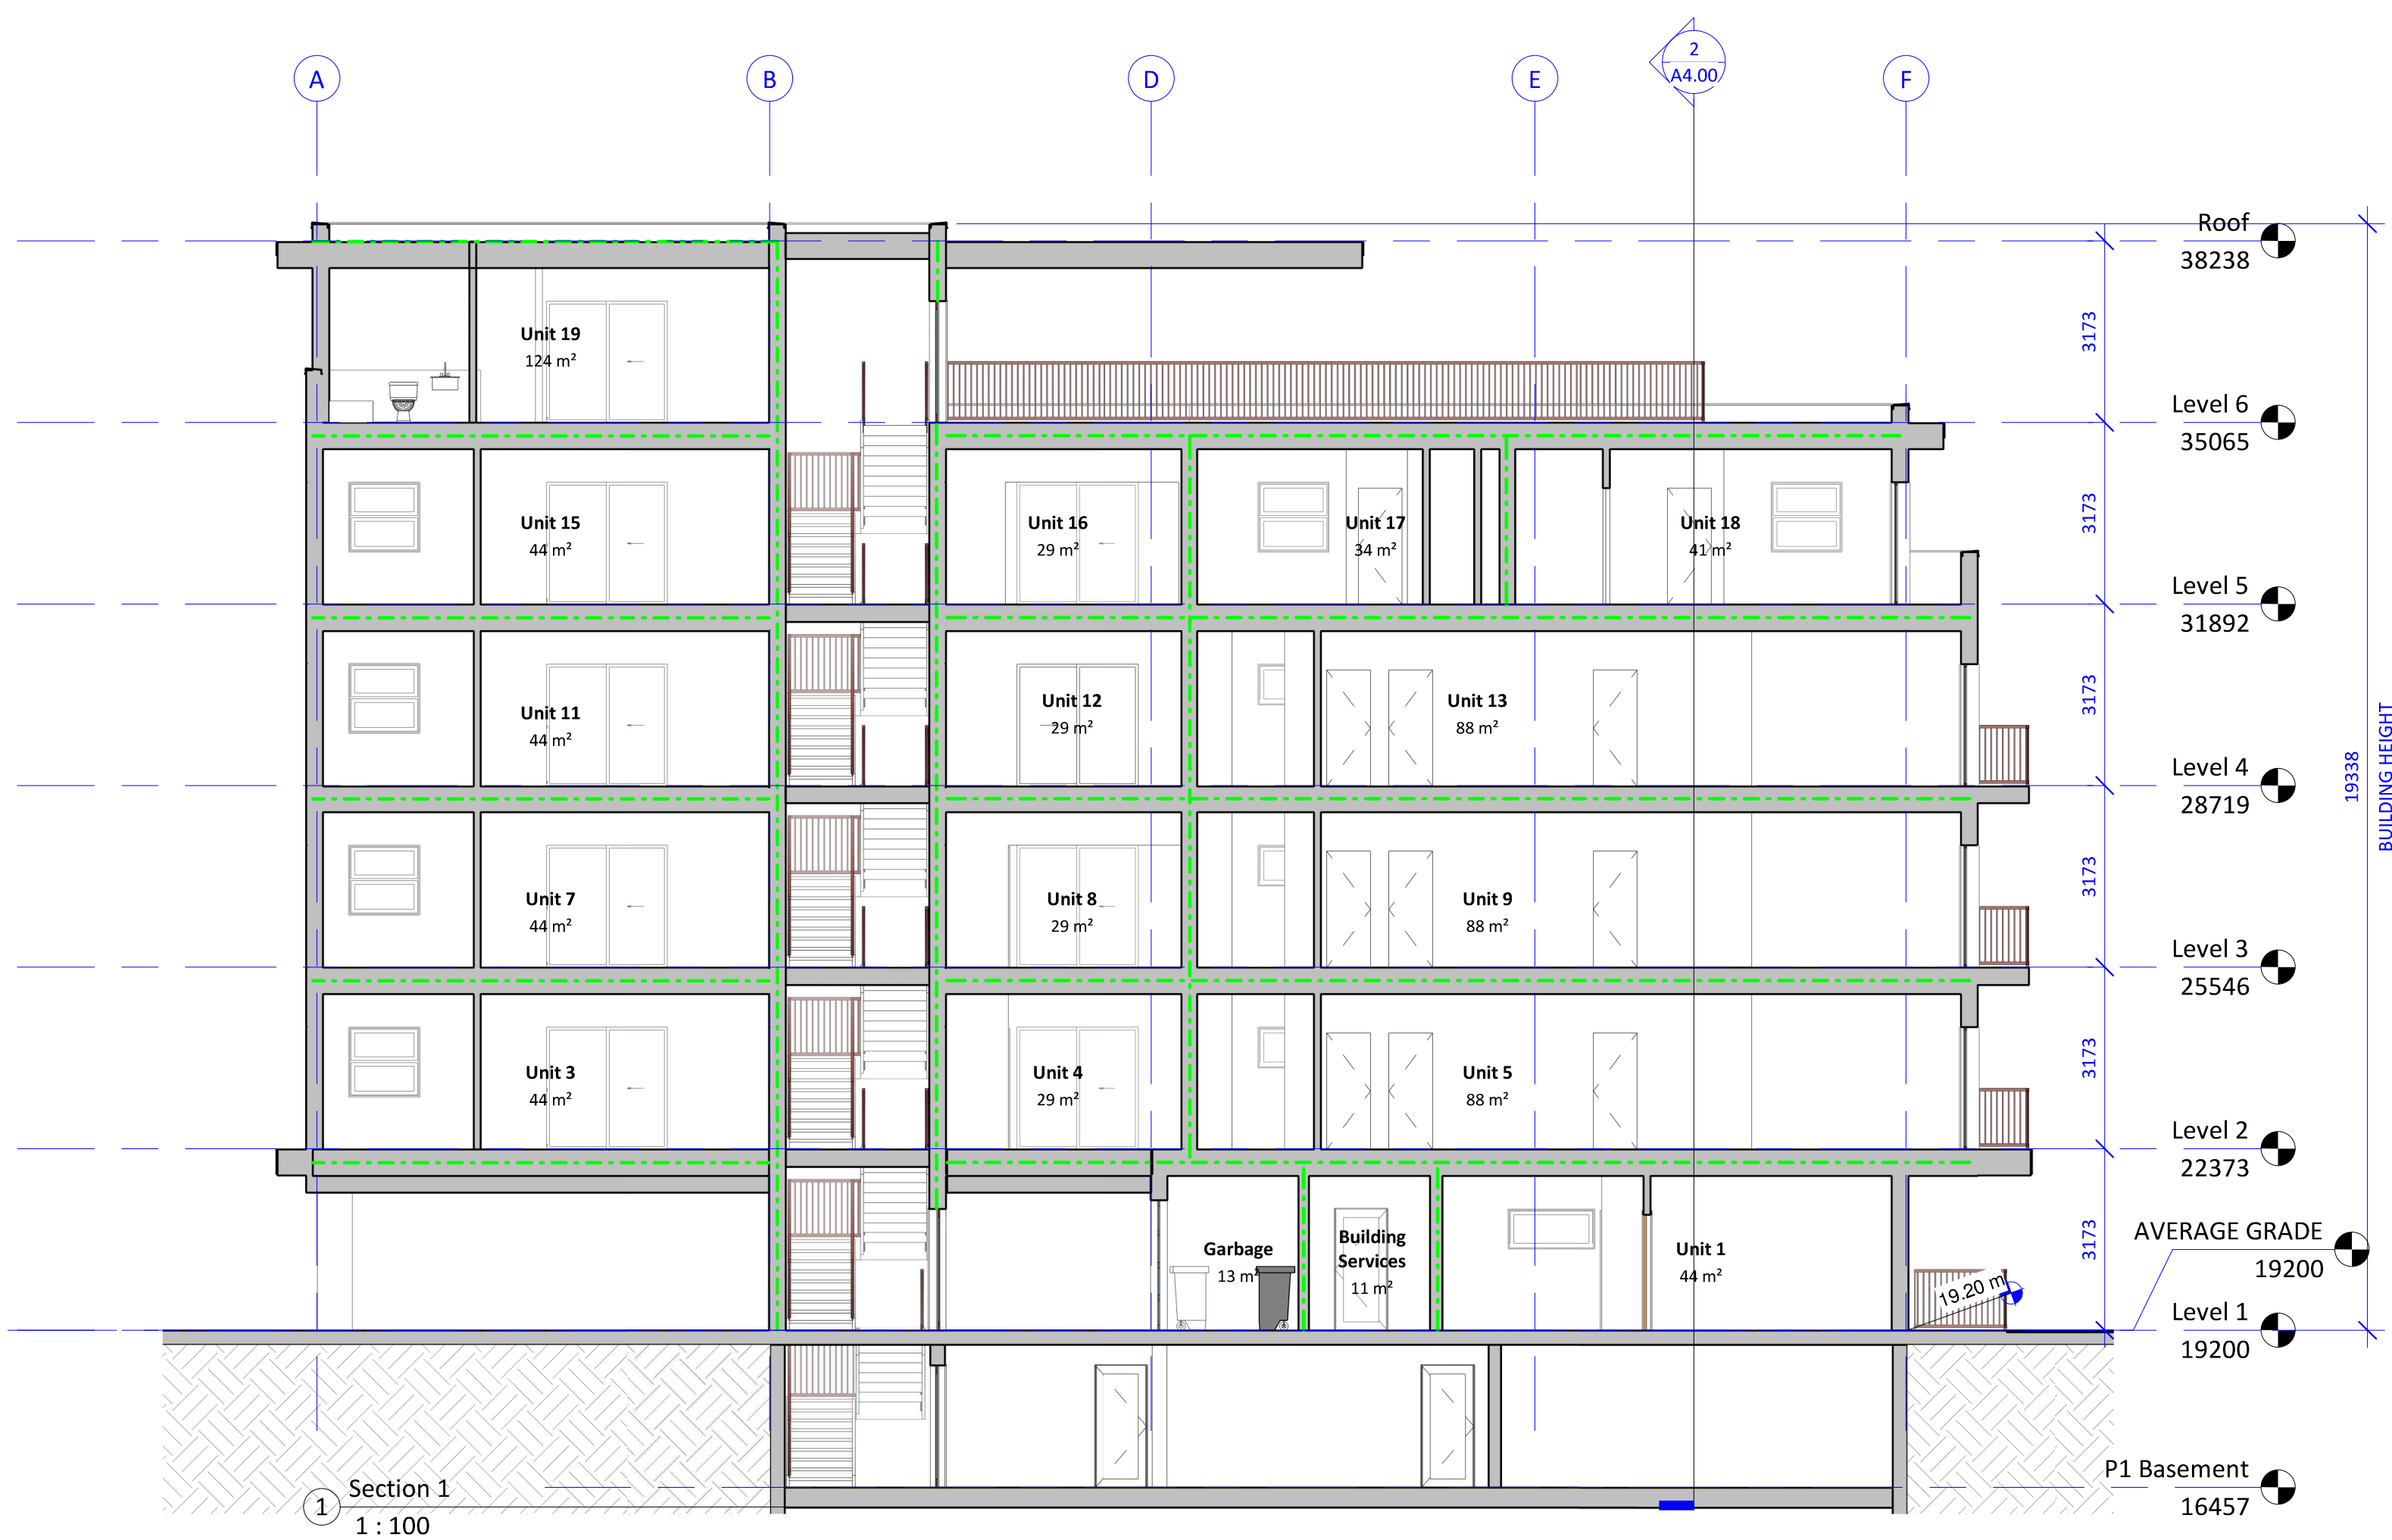 A
B
D
E
2
A4.00
F
Roof
38238
3173
Unit 19
124 m²
Level 6
35065
3173
Unit 15
44 m²
Unit 16
29 m²
Unit 17
34 m²
Unit 18
41 m²
Level 5
31892
3173
Unit 11
44 m²
Unit 12
29 m²
Unit 13
88 m²
Level 4
28719
19338
BUILDING HEIGHT
3173
Unit 7
44 m²
Unit 8
29 m²
Unit 9
88 m²
Level 3
25546
3173
Unit 3
44 m²
Unit 4
29 m²
Unit 5
88 m²
Level 2
22373
3173
Garbage
13 m²
Building
Services
11 m²
Unit 1
44 m²
AVERAGE GRADE
19200
19.20 m
Level 1
19200
P1 Basement
16457
1
Section 1
1 : 100